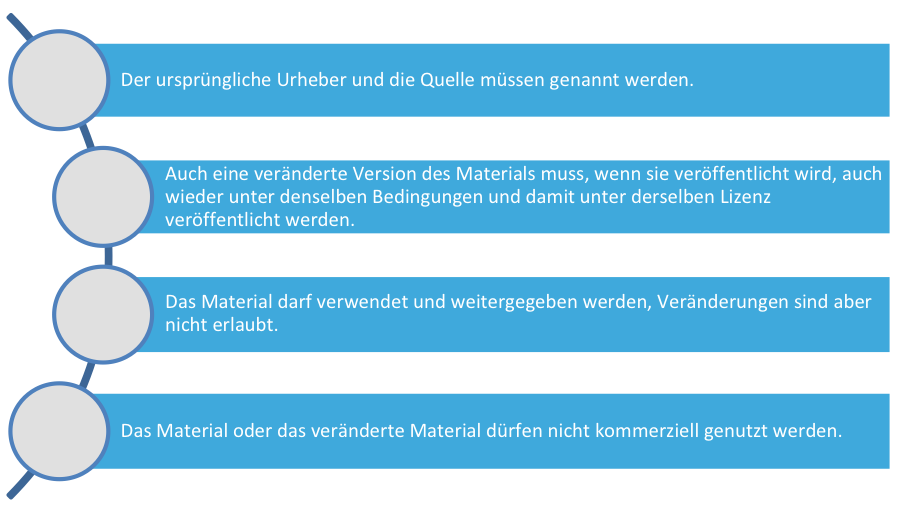 Der ursprüngliche Urheber und die Quelle müssen genannt werden.
Auch eine veränderte Version des Materials muss, wenn sie veröffentlicht wird, auch
wieder unter denselben Bedingungen und damit unter derselben Lizenz
veröffentlicht werden.
Das Material darf verwendet und weitergegeben werden, Veränderungen sind aber
nicht erlaubt.
Das Material oder das veränderte Material dürfen nicht kommerziell genutzt werden.